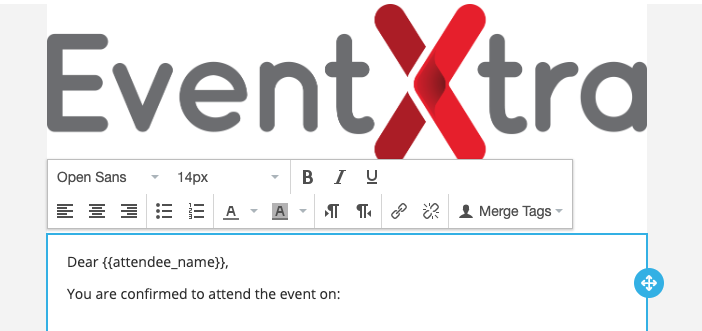 EventXtra
Open Sans 14px B I U
A A Merge Tags
Dear {{attendee_name}},
You are confirmed to attend the event on: